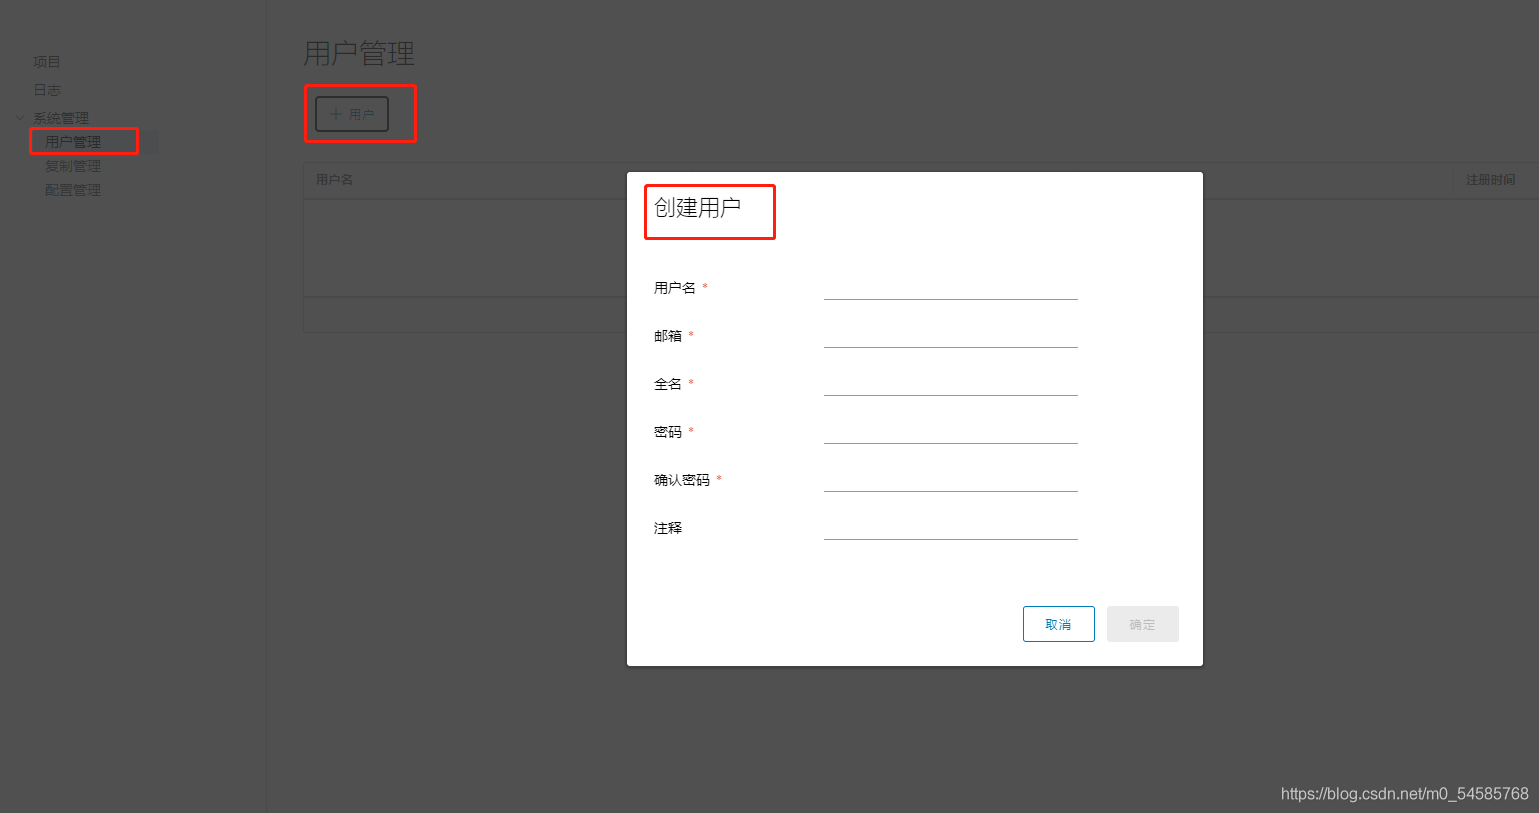 项目
日志
系统管理
用户管理
复制管理
配置管理
用户管理
+ 用户
用户名
注册时间
创建用户
用户名 *
邮箱 *
全名 *
密码 *
确认密码 *
注释
取消
确定
https://blog.csdn.net/m0_54585768